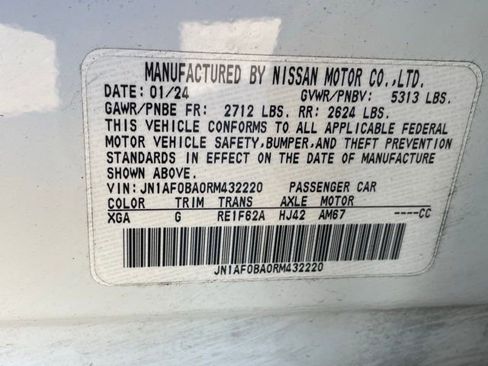 MANUFACTURED BY NISSAN MOTOR CO.,LTD.
DATE: 01/24 GVWR/PNBV: 5313 LBS.
GAWR/PNBE FR: 2712 LBS. RR: 2624 LBS.
THIS VEHICLE CONFORMS TO ALL APPLICABLE FEDERAL
MOTOR VEHICLE SAFETY,BUMPER,AND THEFT PREVENTION
STANDARDS IN EFFECT ON THE DATE OF MANUFACTURE
SHOWN ABOVE.
VIN: JN1AF0BA0RM432220 PASSENGER CAR
COLOR TRIM TRANS AXLE MOTOR
XGA G RE1F62A HJ42 AM67 ----CC
JN1AF0BA0RM432220